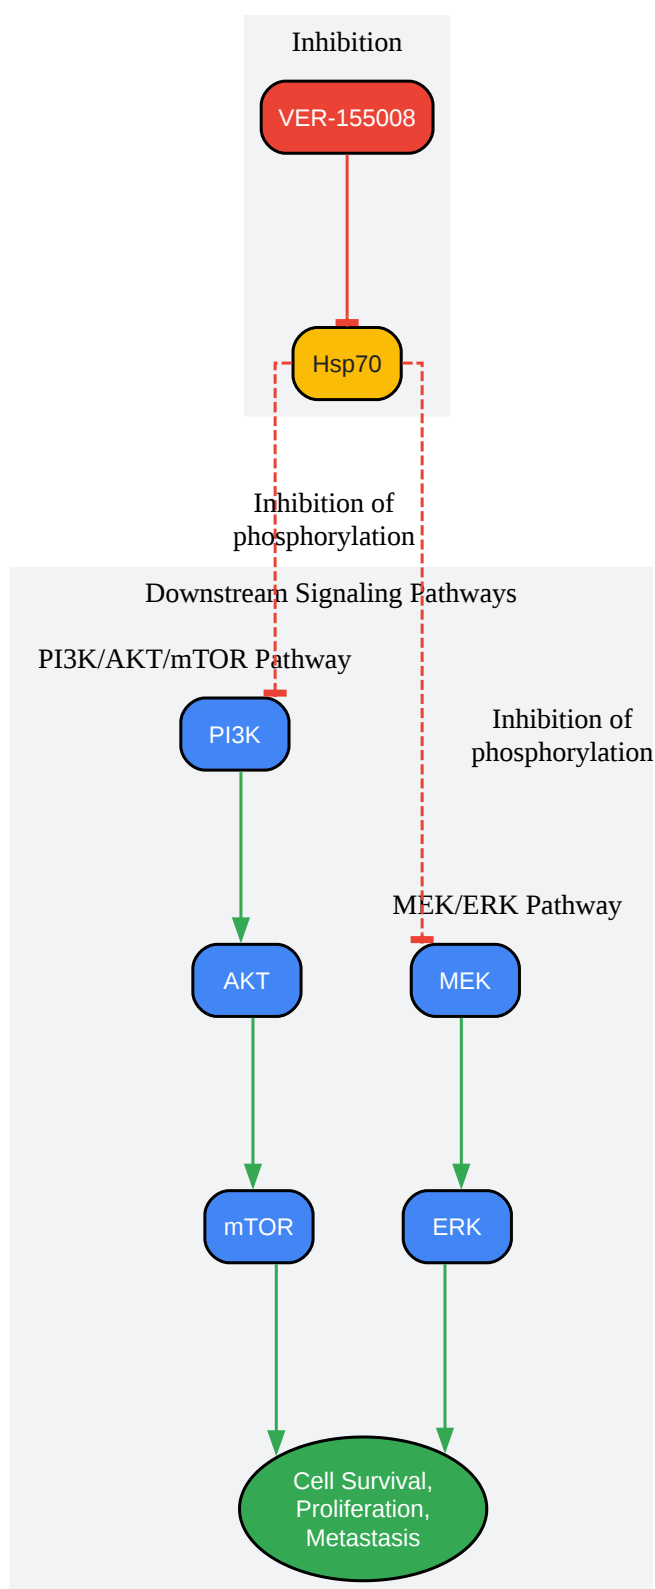 Inhibition
VER-155008
Hsp70
Inhibition of
phosphorylation
Downstream Signaling Pathways
PI3K/AKT/mTOR Pathway
PI3K
Inhibition of
phosphorylation
MEK/ERK Pathway
AKT
MEK
mTOR
ERK
Cell Survival,
Proliferation,
Metastasis